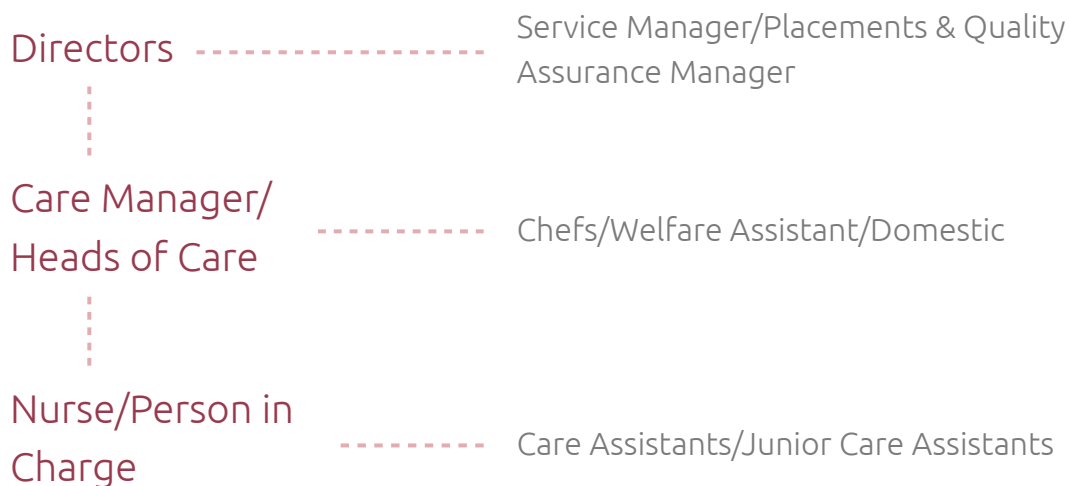 Directors
Service Manager/Placements & Quality
Assurance Manager
Care Manager/
Heads of Care
Chefs/Welfare Assistant/Domestic
Nurse/Person in
Charge
Care Assistants/Junior Care Assistants